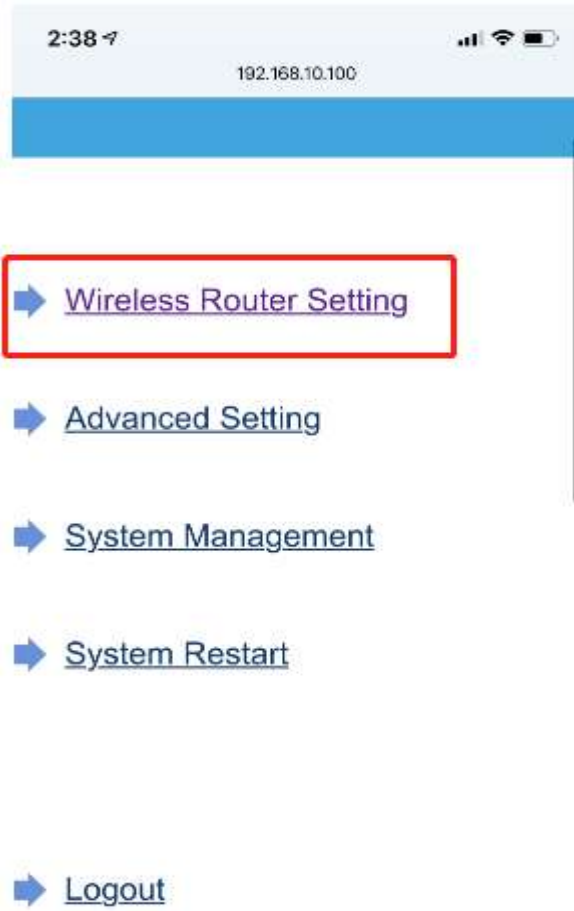 2:38
192.168.10.100
Wireless Router Setting
Advanced Setting
System Management
System Restart
Logout